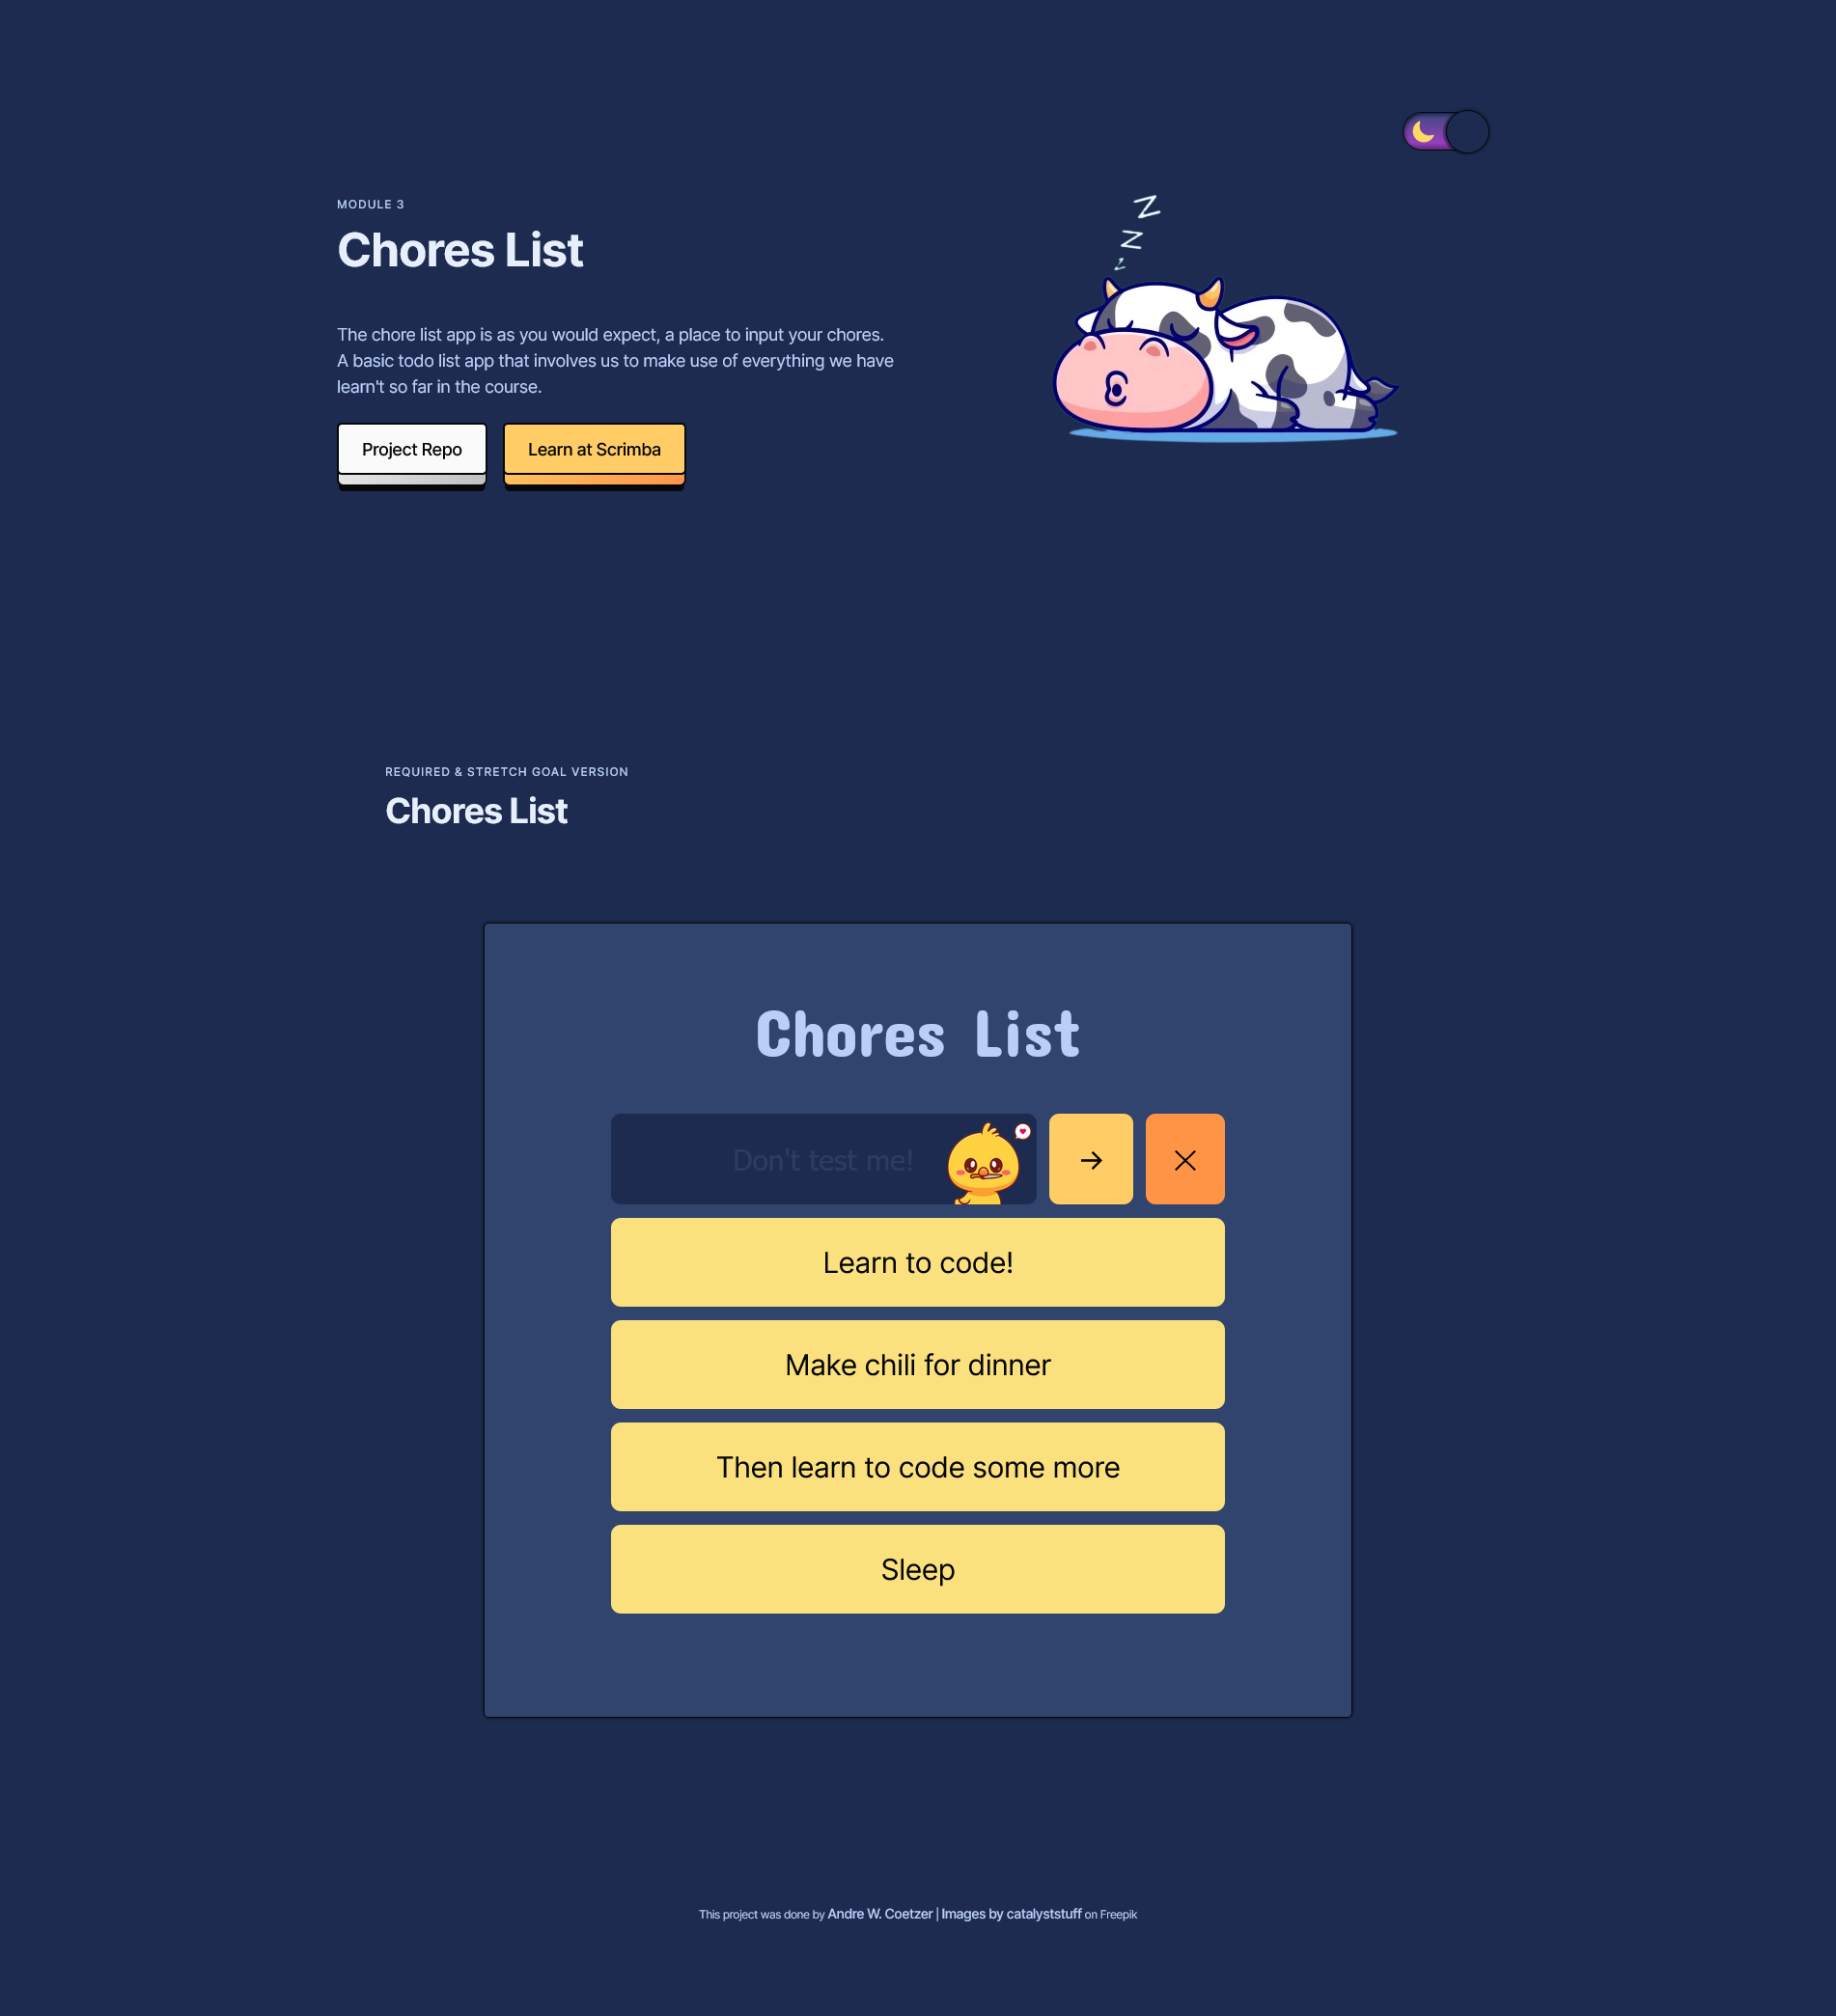 MODULE 3
Chores List
The chore list app is as you would expect, a place to input your chores.
A basic todo list app that involves us to make use of everything we have
learn't so far in the course.
Project Repo
Learn at Scrimba
Z
Z
Z
REQUIRED & STRETCH GOAL VERSION
Chores List
Chores List
Don't test me!
Learn to code!
Make chili for dinner
Then learn to code some more
Sleep
This project was done by Andre W. Coetzer | Images by catalyststuff on Freepik